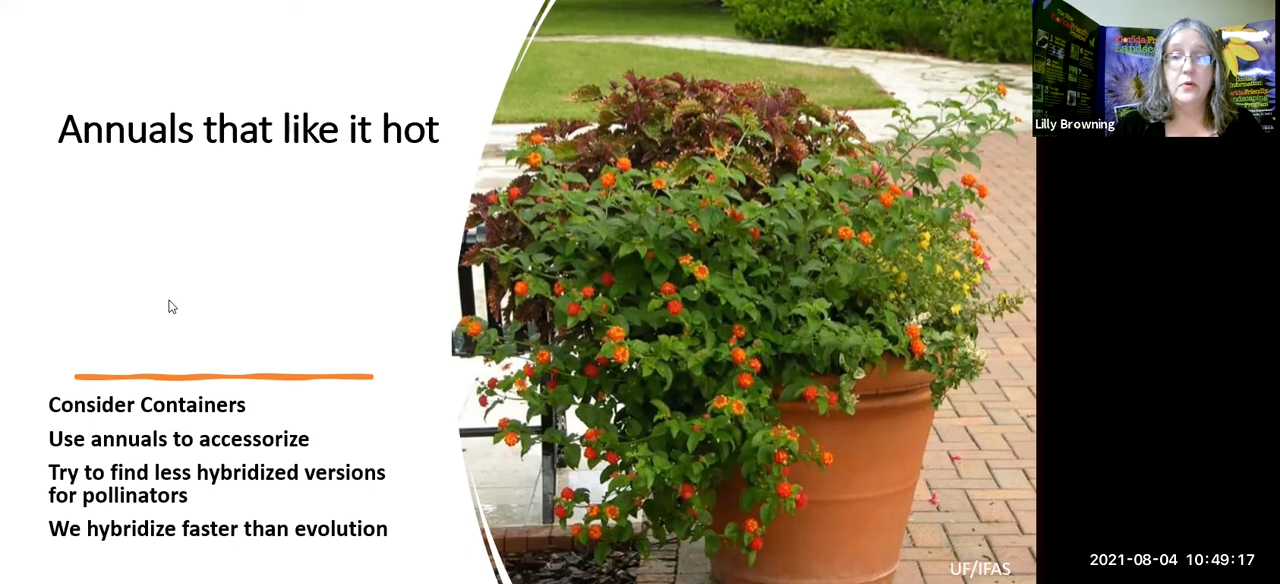 Annuals that like it hot
Consider Containers
Use annuals to accessorize
Try to find less hybridized versions
for pollinators
We hybridize faster than evolution
UF/IFAS
Lilly Browning
2021-08-04 10:49:17